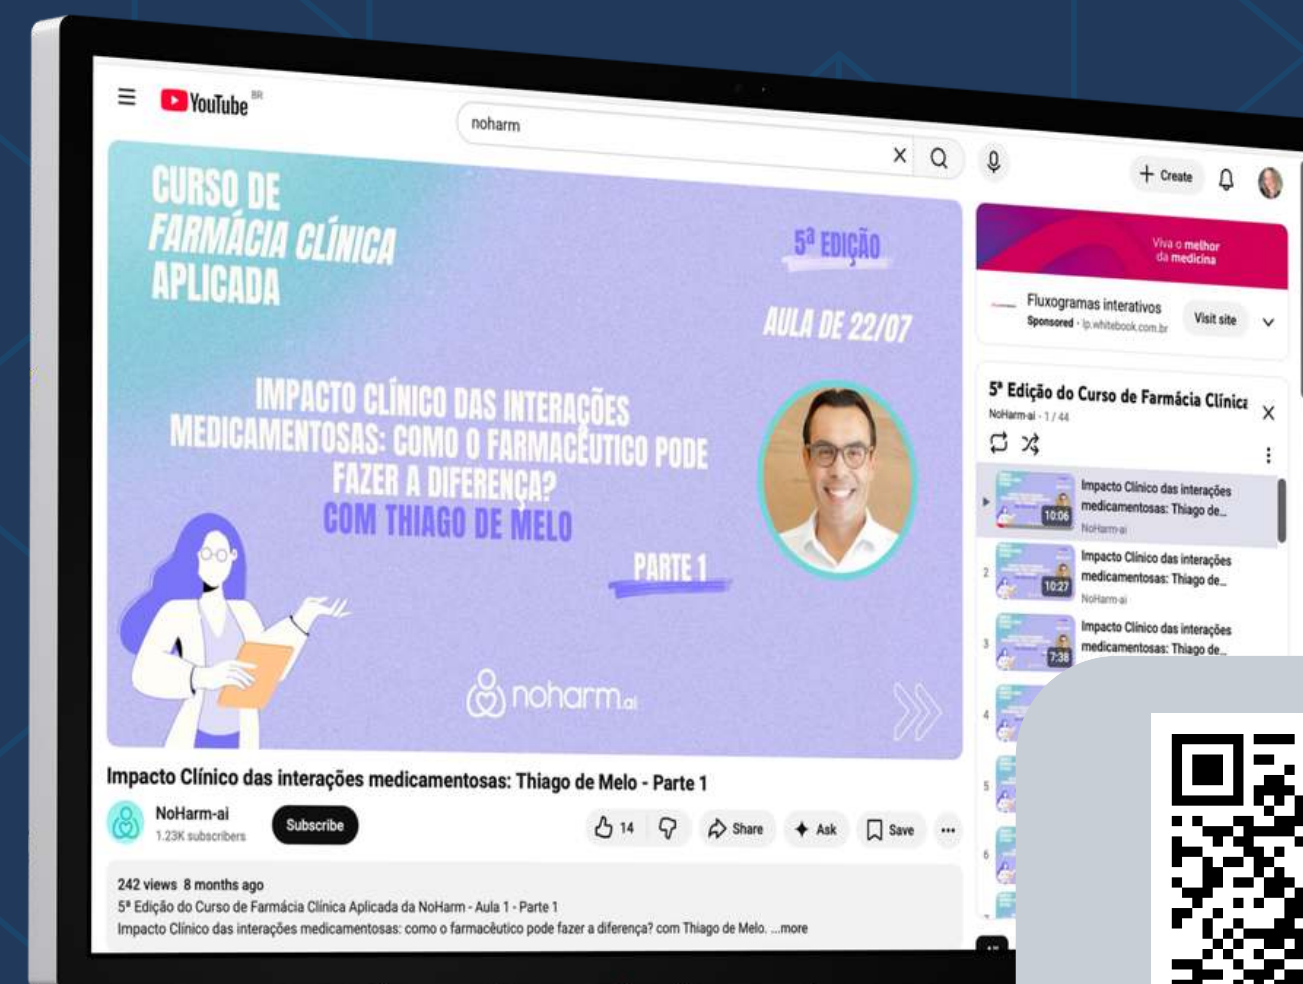 YouTube BR
noharm
Create
CURSO DE
FARMÁCIA CLÍNICA
APLICADA
5ª EDIÇÃO
AULA DE 22/07
IMPACTO CLÍNICO DAS INTERAÇÕES
MEDICAMENTOSAS: COMO O FARMACÊUTICO PODE
FAZER A DIFERENÇA?
COM THIAGO DE MELO
PARTE 1
noharm.ai
Impacto Clínico das interações medicamentosas: Thiago de Melo - Parte 1
NoHarm-ai
1.23K subscribers
Subscribe
14
Share
Ask
Save
242 views 8 months ago
5ª Edição do Curso de Farmácia Clínica Aplicada da NoHarm - Aula 1 - Parte 1
Impacto Clínico das interações medicamentosas: como o farmacêutico pode fazer a diferença? com Thiago de Melo. ...more
Viva o melhor
da medicina
Fluxogramas interativos
Sponsored · lp.whitebook.com.br
Visit site
5ª Edição do Curso de Farmácia Clínica
NoHarm-ai - 1 / 44
Impacto Clínico das interações
medicamentosas: Thiago de...
10:06
NoHarm-ai
2
Impacto Clínico das interações
medicamentosas: Thiago de...
10:27
NoHarm-ai
3
Impacto Clínico das interações
medicamentosas: Thiago de...
7:38
4
5
6